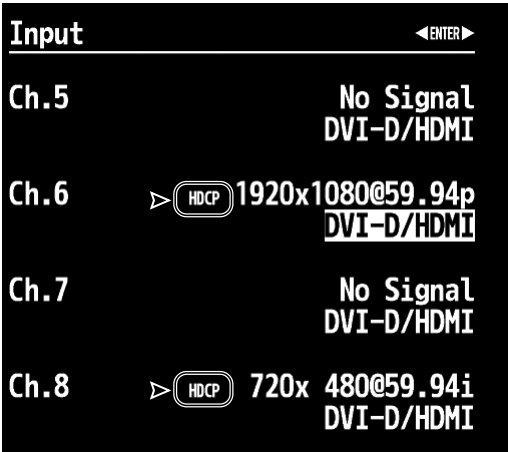 Input ◀ENTER▶
Ch.5 No Signal
DVI-D/HDMI
Ch.6 HDCP 1920x1080@59.94p
DVI-D/HDMI
Ch.7 No Signal
DVI-D/HDMI
Ch.8 HDCP 720x 480@59.94i
DVI-D/HDMI